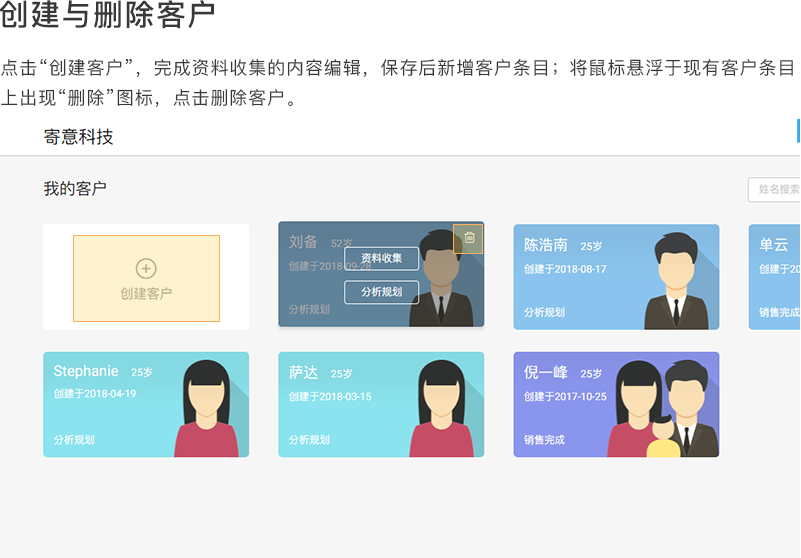 创建与删除客户
点击“创建客户”，完成资料收集的内容编辑，保存后新增客户条目；将鼠标悬浮于现有客户条目
上出现“删除”图标，点击删除客户。
寄意科技
我的客户
姓名搜索
创建客户
刘备 52岁
创建于2018-09-28
资料收集
分析规划
分析规划
陈浩南 25岁
创建于2018-08-17
分析规划
单云
创建于20
销售完成
Stephanie 25岁
创建于2018-04-19
分析规划
萨达 25岁
创建于2018-03-15
分析规划
倪一峰 25岁
创建于2017-10-25
销售完成